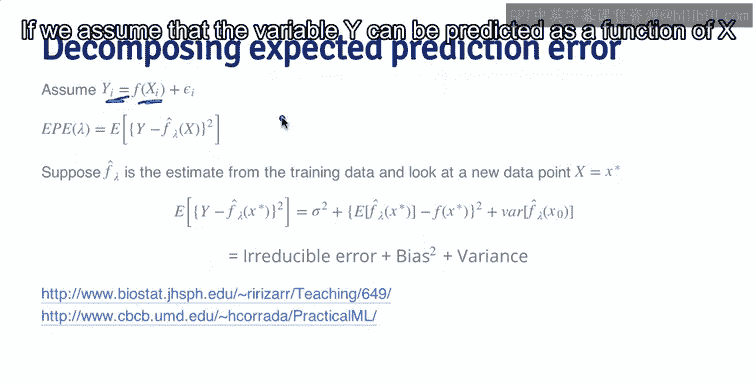 If we assume that the variable Y can be predicted as a function of X
Decomposing expected prediction error
Assume Y_i = f(X_i) + ϵ_i
EPE(λ) = E[{Y − f̂_λ(X)}²]
Suppose f̂_λ is the estimate from the training data and look at a new data point X = x*
E[{Y − f̂_λ(x*)}²] = σ² + {E[f̂_λ(x*)] − f(x*)}² + var[f̂_λ(x₀)]
= Irreducible error + Bias² + Variance
http://www.biostat.jhsph.edu/~ririzarr/Teaching/649/
http://www.cbcb.umd.edu/~hcorrada/PracticalML/